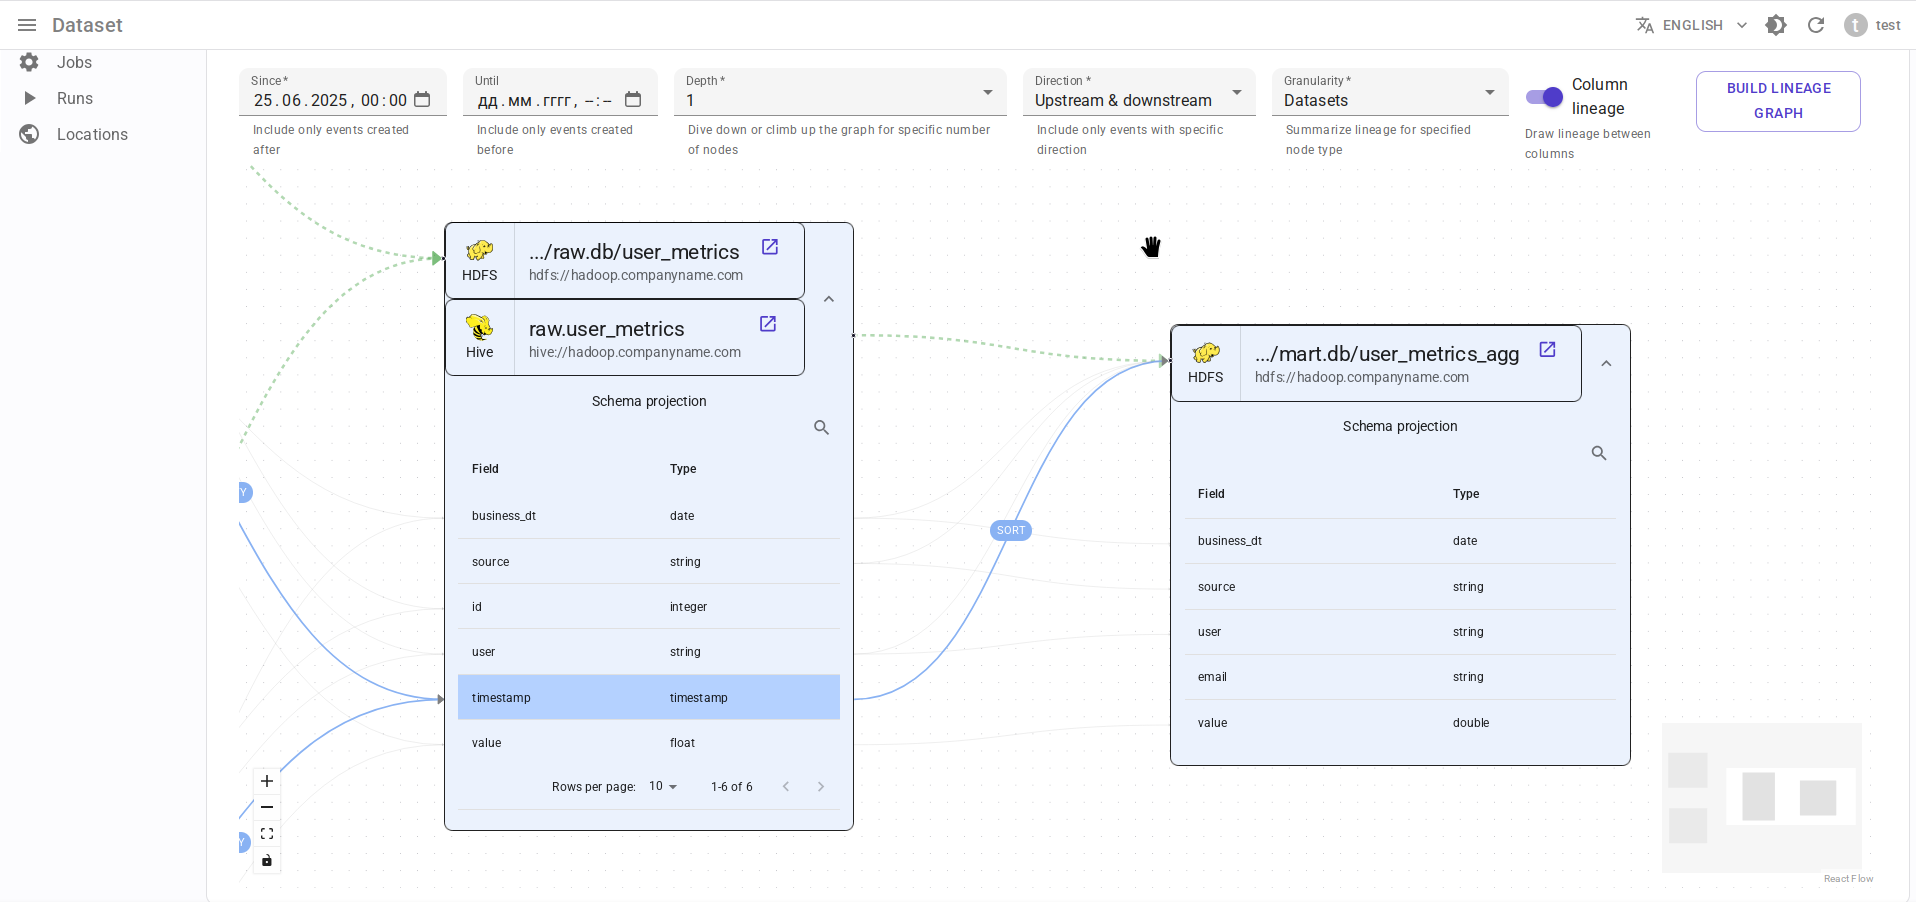 Dataset
ENGLISH
t
test
Jobs
Runs
Locations
Since *
25.06.2025, 00:00
Include only events created
after
Until
дд.мм.гггг, --:--
Include only events created
before
Depth *
1
Dive down or climb up the graph for specific number
of nodes
Direction *
Upstream & downstream
Include only events with specific
direction
Granularity *
Datasets
Summarize lineage for specified
node type
Column
lineage
Draw lineage between
columns
BUILD LINEAGE
GRAPH
HDFS
.../raw.db/user_metrics
hdfs://hadoop.companyname.com
Hive
raw.user_metrics
hive://hadoop.companyname.com
Schema projection
Field Type
business_dt date
source string
id integer
user string
timestamp timestamp
value float
Rows per page: 10 1-6 of 6
Y
Y
SORT
HDFS
.../mart.db/user_metrics_agg
hdfs://hadoop.companyname.com
Schema projection
Field Type
business_dt date
source string
user string
email string
value double
React Flow